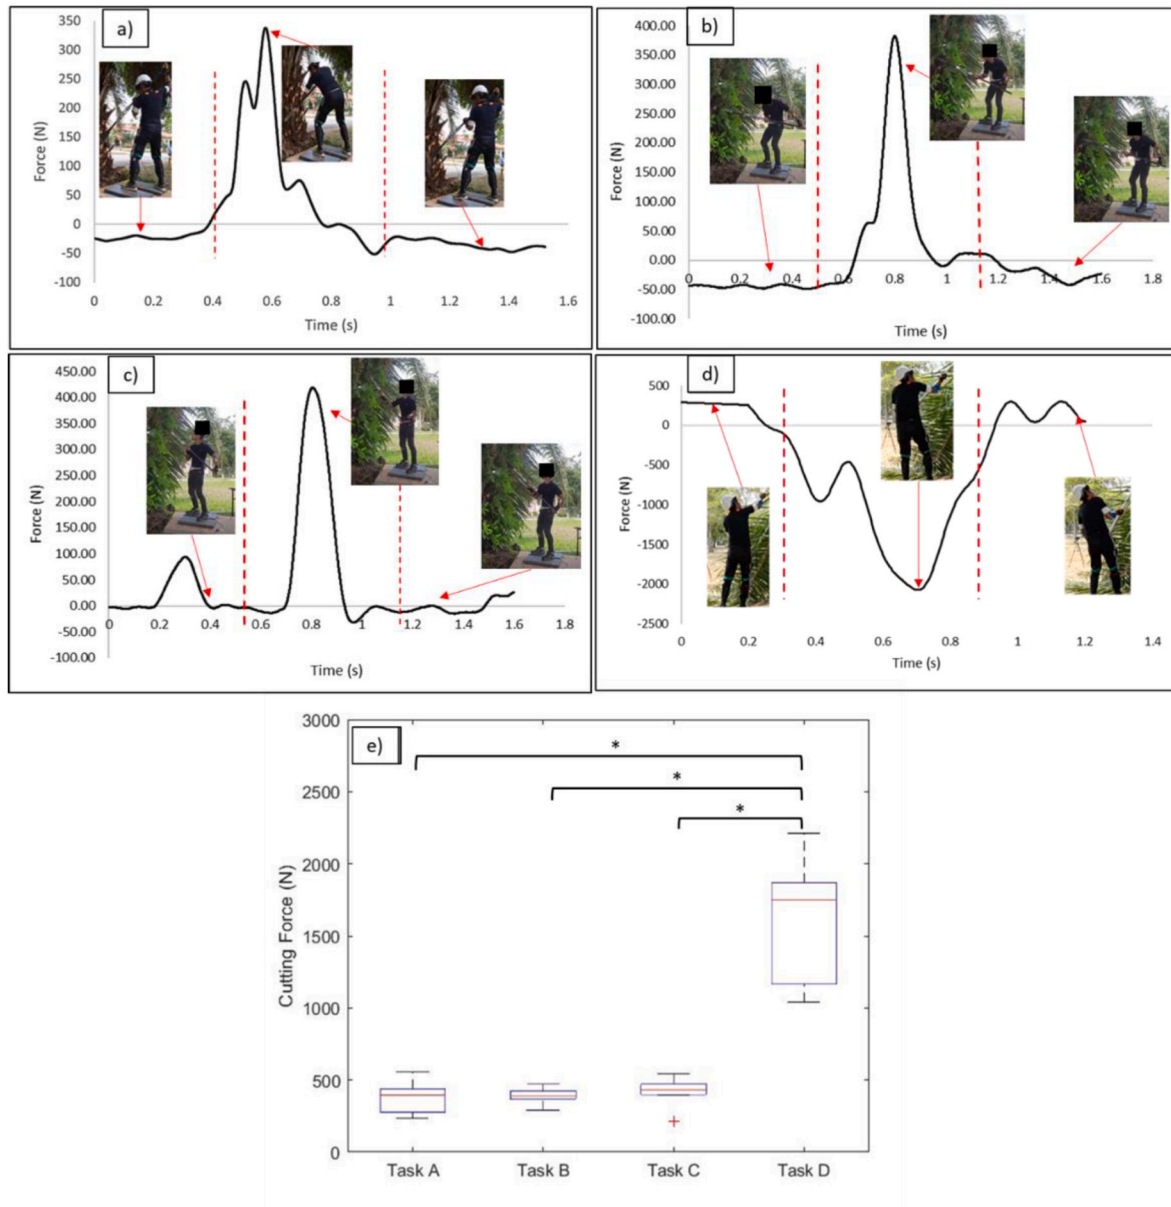 a)
350
300
250
200
150
100
50
0
-50
-100
Force (N)
0 0.2 0.4 0.6 0.8 1 1.2 1.4 1.6
Time (s)
b)
400.00
350.00
300.00
250.00
200.00
150.00
100.00
50.00
0.00
-50.00
-100.00
Force (N)
0 0.2 0.4 0.6 0.8 1 1.2 1.4 1.6 1.8
Time (s)
c)
450.00
400.00
350.00
300.00
250.00
200.00
150.00
100.00
50.00
0.00
-50.00
-100.00
Force (N)
0 0.2 0.4 0.6 0.8 1 1.2 1.4 1.6 1.8
Time (s)
d)
500
0
-500
-1000
-1500
-2000
-2500
Force (N)
0 0.2 0.4 0.6 0.8 1 1.2 1.4
Time (s)
e)
3000
2500
2000
1500
1000
500
0
Cutting Force (N)
*
*
*
Task A Task B Task C Task D